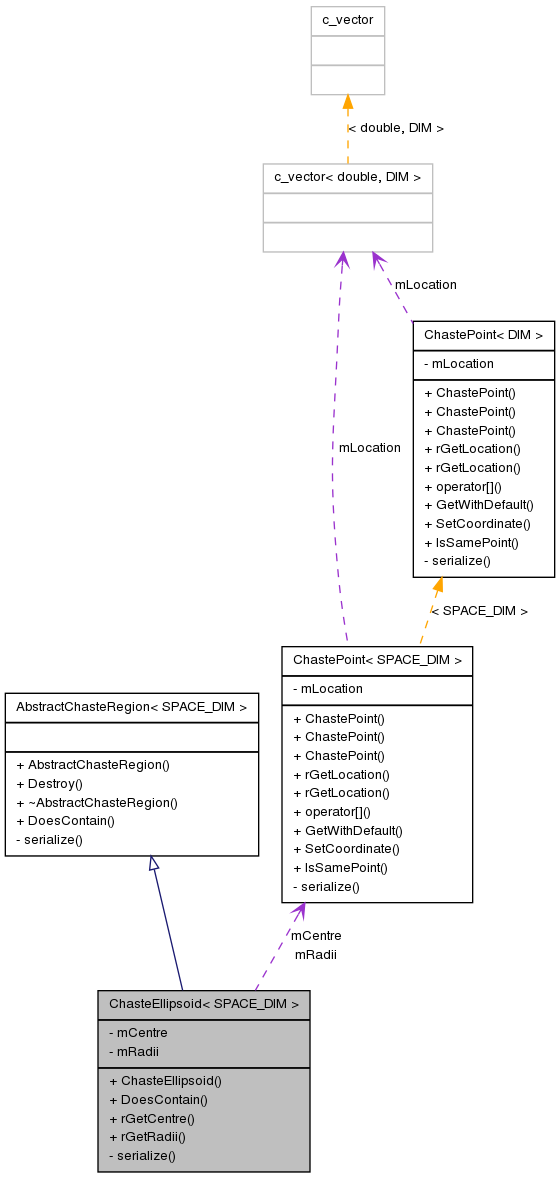 c_vector
< double, DIM >
c_vector< double, DIM >
mLocation
ChastePoint< DIM >
- mLocation
+ ChastePoint()
+ ChastePoint()
+ ChastePoint()
+ rGetLocation()
+ rGetLocation()
+ operator[]()
+ GetWithDefault()
+ SetCoordinate()
+ IsSamePoint()
- serialize()
mLocation
< SPACE_DIM >
ChastePoint< SPACE_DIM >
- mLocation
+ ChastePoint()
+ ChastePoint()
+ ChastePoint()
+ rGetLocation()
+ rGetLocation()
+ operator[]()
+ GetWithDefault()
+ SetCoordinate()
+ IsSamePoint()
- serialize()
AbstractChasteRegion< SPACE_DIM >
+ AbstractChasteRegion()
+ Destroy()
+ ~AbstractChasteRegion()
+ DoesContain()
- serialize()
mCentre
mRadii
ChasteEllipsoid< SPACE_DIM >
- mCentre
- mRadii
+ ChasteEllipsoid()
+ DoesContain()
+ rGetCentre()
+ rGetRadii()
- serialize()